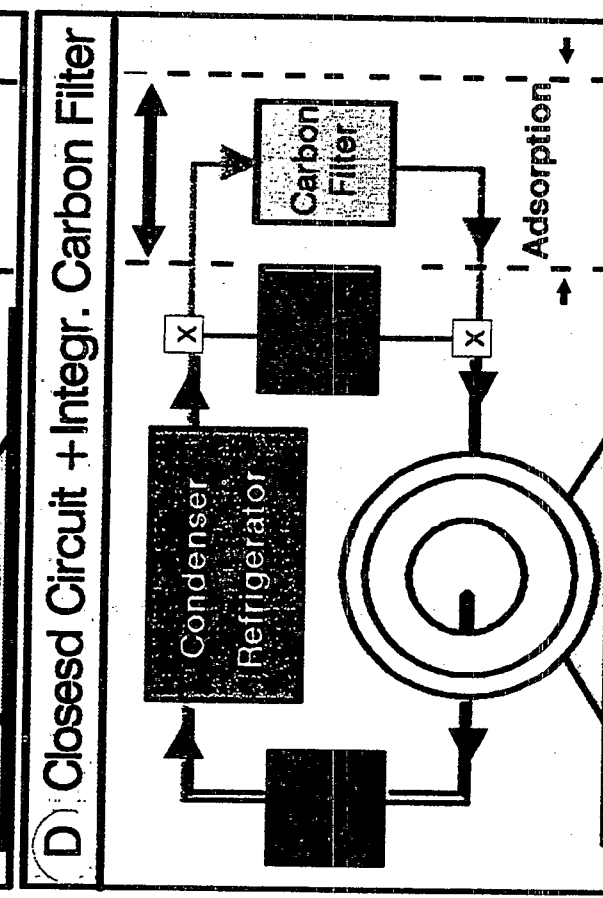 D Closesd Circuit + Integr. Carbon Filter
Condenser
Refrigerator
X
Carbon
Filter
X
Adsorption